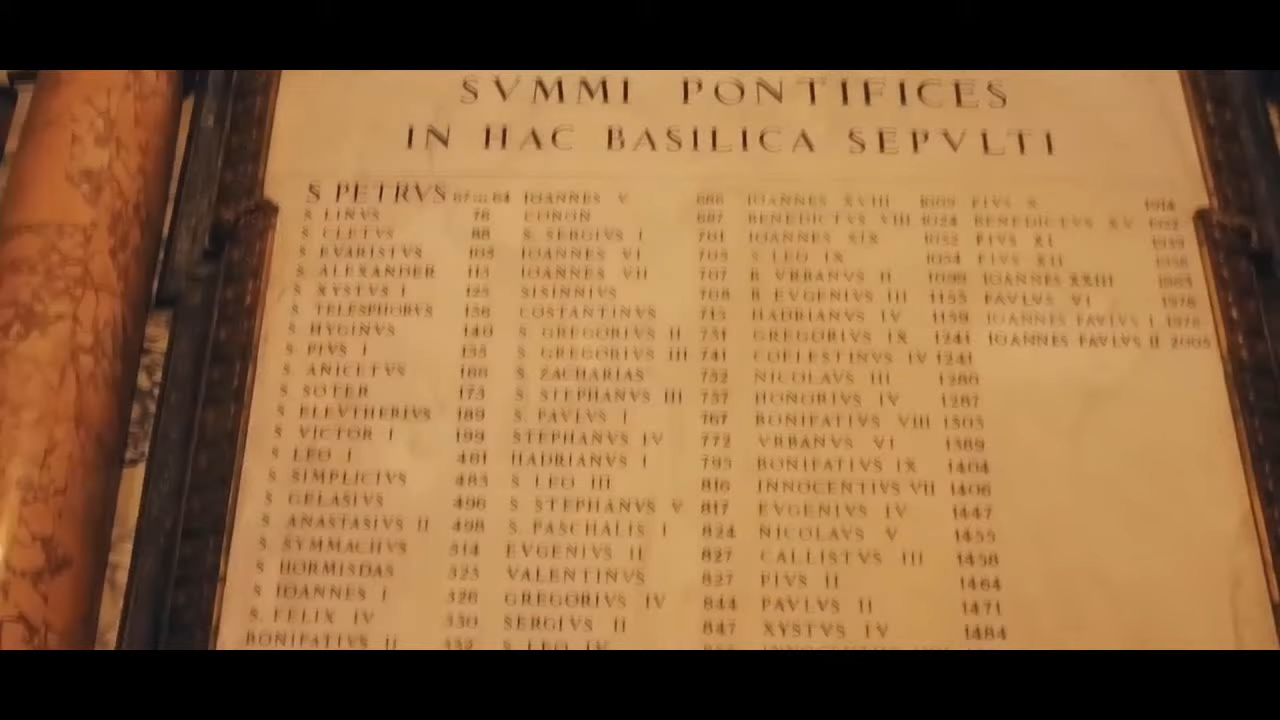 SVMMI PONTIFICES
IN HAC BASILICA SEPVLTI
S PETRVS 64 IOANNES V 686 IOANNES XVIII 1009 PIVS X 1914
S LINVS CONON 687 BENEDICTVS VIII 1024 BENEDICTVS XV
S CLETVS 88 S. SERGIVS I 701 IOANNES XIX 1032 PIVS XI 1939
S EVARISTVS 105 IOANNES VI 705 S LEO IX 1054 PIVS XII 1958
S ALEXANDER 115 IOANNES VII 707 B VRBANVS II 1099 IOANNES XXIII 1963
S XYSTVS I 125 SISINNIVS 708 B EVGENIVS III 1153 PAVLVS VI 1978
S TELESPHORVS 136 COSTANTINVS 715 HADRIANVS IV 1159 IOANNES PAVLVS I 1978
S HYGINVS 140 S GREGORIVS II 731 GREGORIVS IX 1241 IOANNES PAVLVS II 2005
S PIVS I 155 S GREGORIVS III 741 COELESTINVS IV 1241
S ANICETVS 166 S ZACHARIAS 752 NICOLAVS III 1280
S SOTER 175 S STEPHANVS III 757 HONORIVS IV 1287
S ELEVTHERIVS 189 S. PAVLVS I 767 BONIFATIVS VIII 1303
S VICTOR I 199 STEPHANVS IV 772 VRBANVS VI 1389
S LEO I 461 HADRIANVS I 795 BONIFATIVS IX 1404
S SIMPLICIVS 483 S LEO III 816 INNOCENTIVS VII 1406
S GELASIVS 496 S STEPHANVS V 817 EVGENIVS IV 1447
S ANASTASIVS II 498 S. PASCHALIS I 824 NICOLAVS V 1455
S SYMMACHVS 514 EVGENIVS II 827 CALLISTVS III 1458
S HORMISDAS 523 VALENTINVS 827 PIVS II 1464
S IOANNES I 526 GREGORIVS IV 844 PAVLVS II 1471
S. FELIX IV 530 SERGIVS II 847 XYSTVS IV 1484
BONIFATIVS II S LEO IV